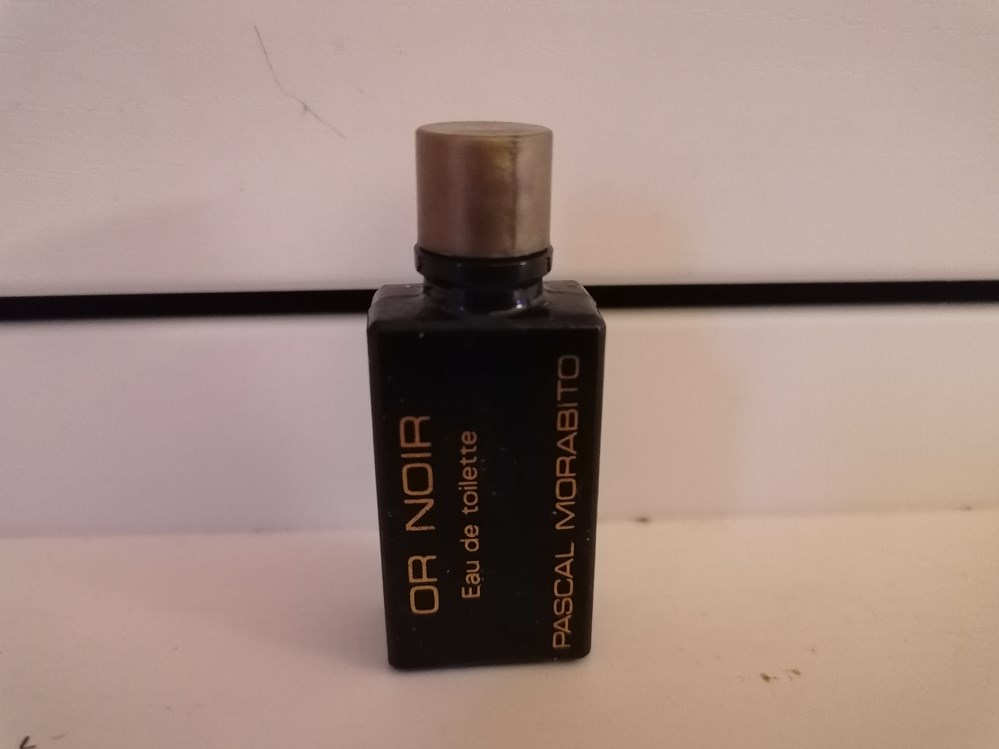 OR NOIR
Eau de toilette
PASCAL MORABITO